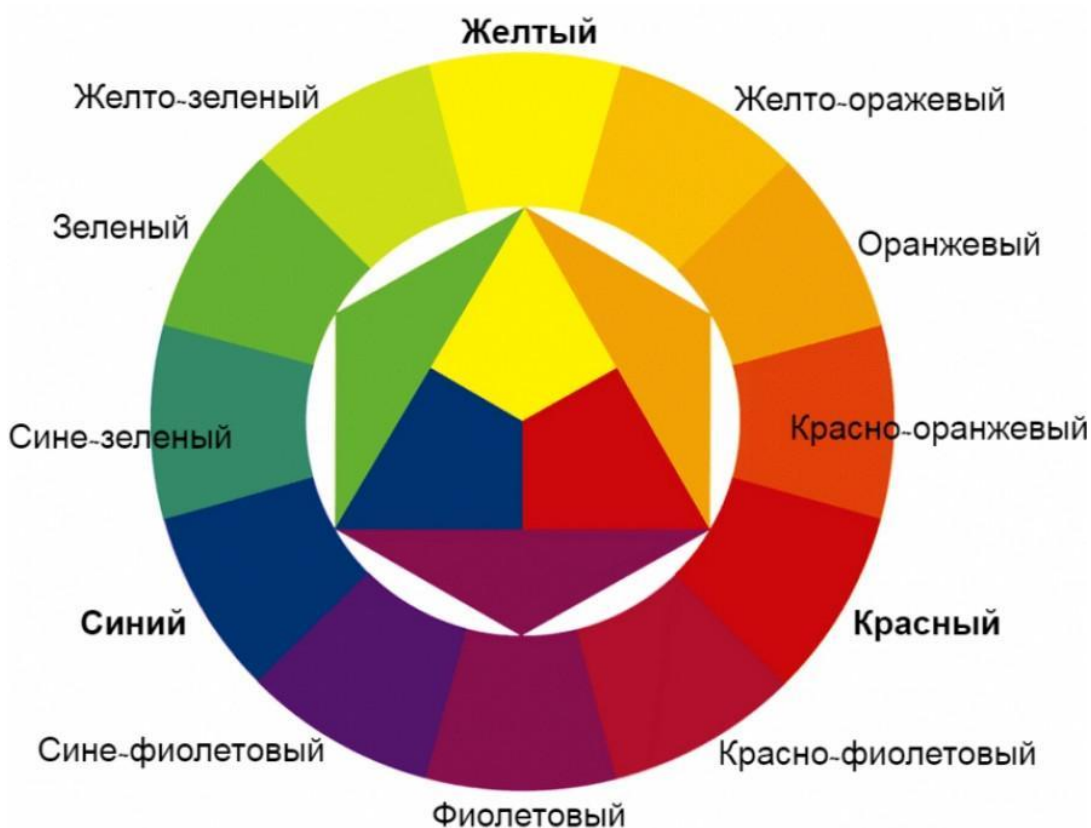 Желтый
Желто-зеленый
Желто-оражевый
Зеленый
Оранжевый
Сине-зеленый
Красно-оранжевый
Синий
Красный
Сине-фиолетовый
Красно-фиолетовый
Фиолетовый